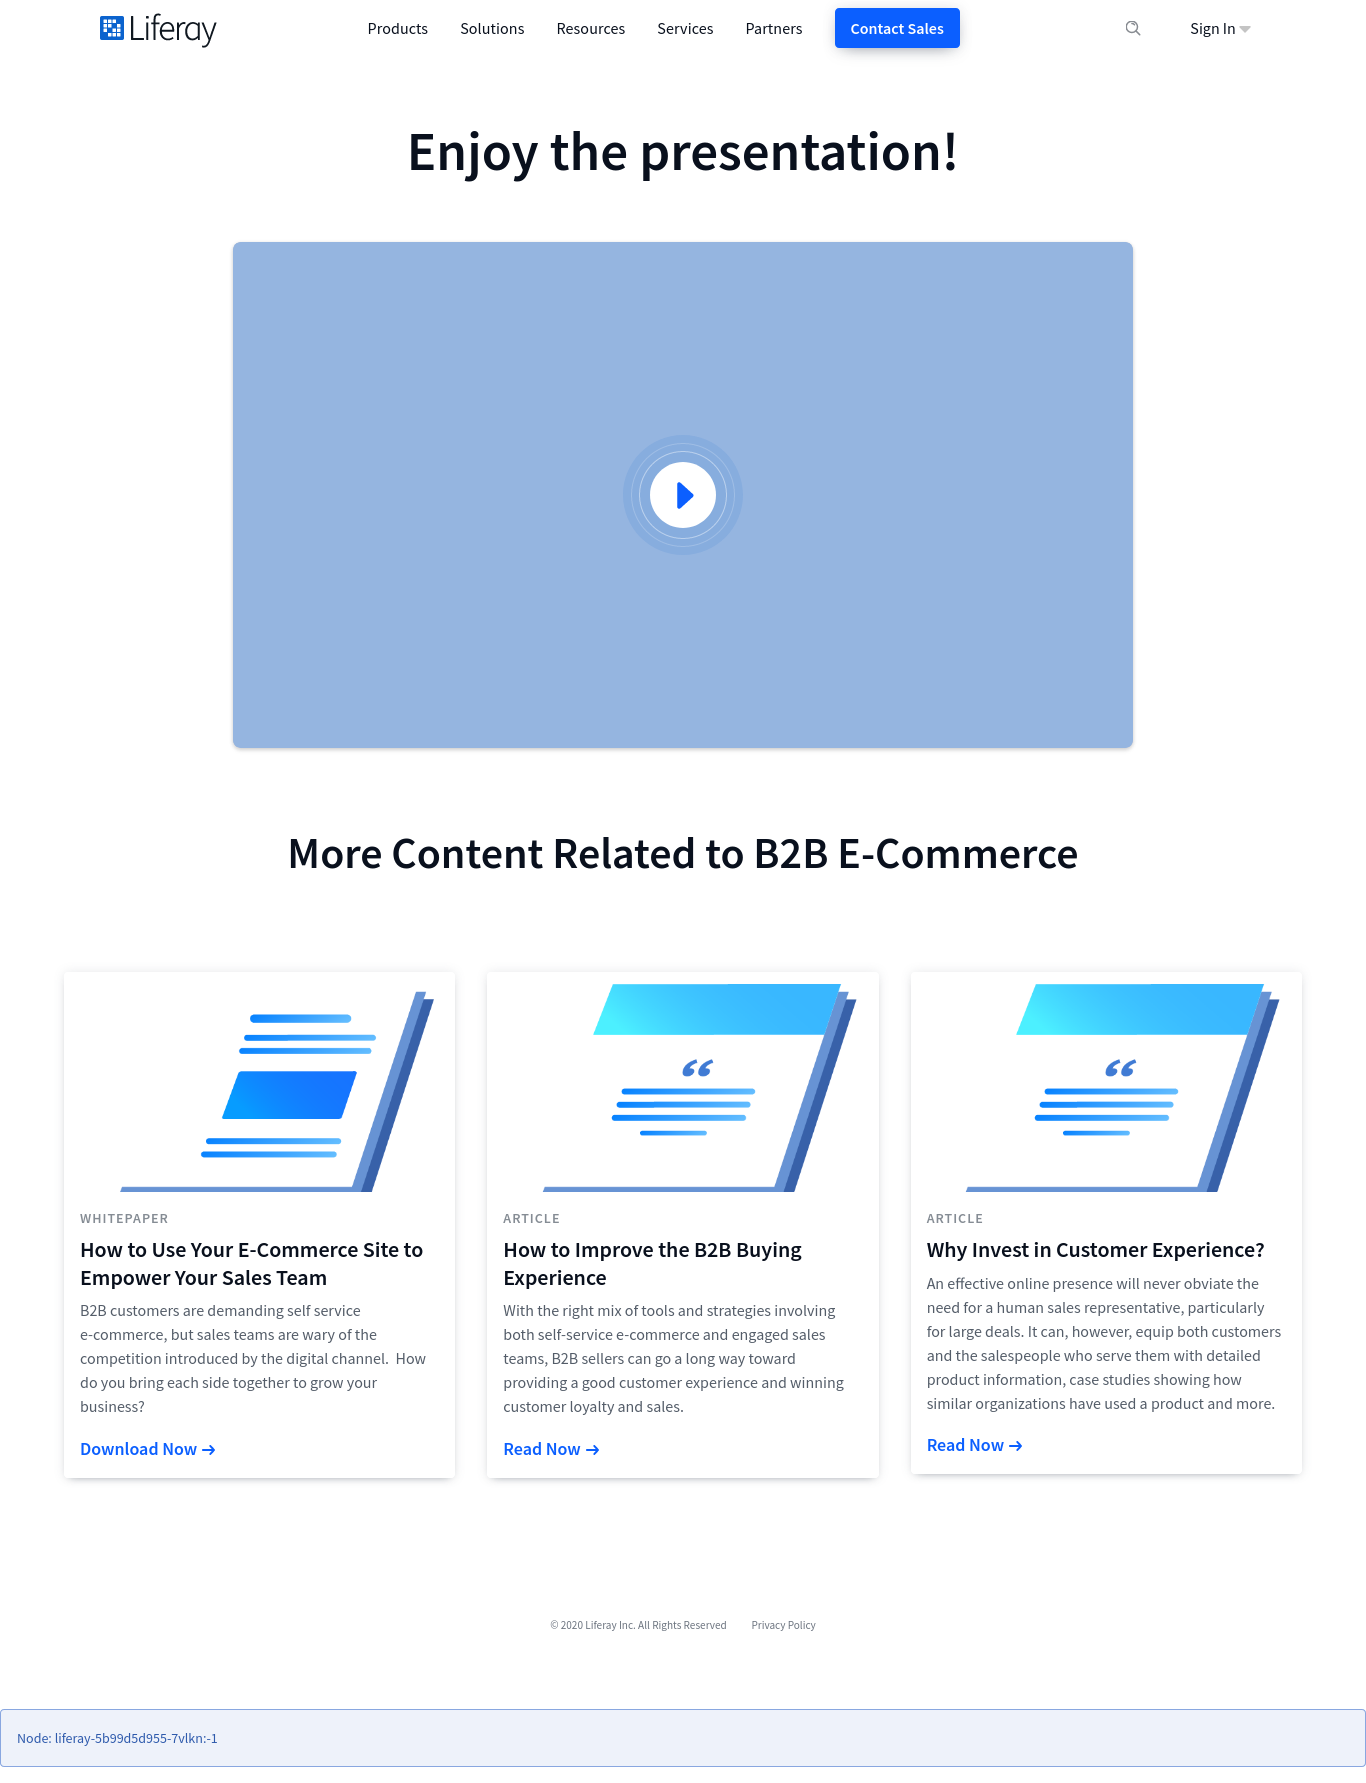 Liferay
Products Solutions Resources Services Partners Contact Sales Sign In
Enjoy the presentation!
More Content Related to B2B E-Commerce
WHITEPAPER
How to Use Your E-Commerce Site to
Empower Your Sales Team
B2B customers are demanding self service
e-commerce, but sales teams are wary of the
competition introduced by the digital channel.  How
do you bring each side together to grow your
business?
Download Now →
“
ARTICLE
How to Improve the B2B Buying
Experience
With the right mix of tools and strategies involving
both self-service e-commerce and engaged sales
teams, B2B sellers can go a long way toward
providing a good customer experience and winning
customer loyalty and sales.
Read Now →
“
ARTICLE
Why Invest in Customer Experience?
An effective online presence will never obviate the
need for a human sales representative, particularly
for large deals. It can, however, equip both customers
and the salespeople who serve them with detailed
product information, case studies showing how
similar organizations have used a product and more.
Read Now →
© 2020 Liferay Inc. All Rights Reserved Privacy Policy
Node: liferay-5b99d5d955-7vlkn:-1